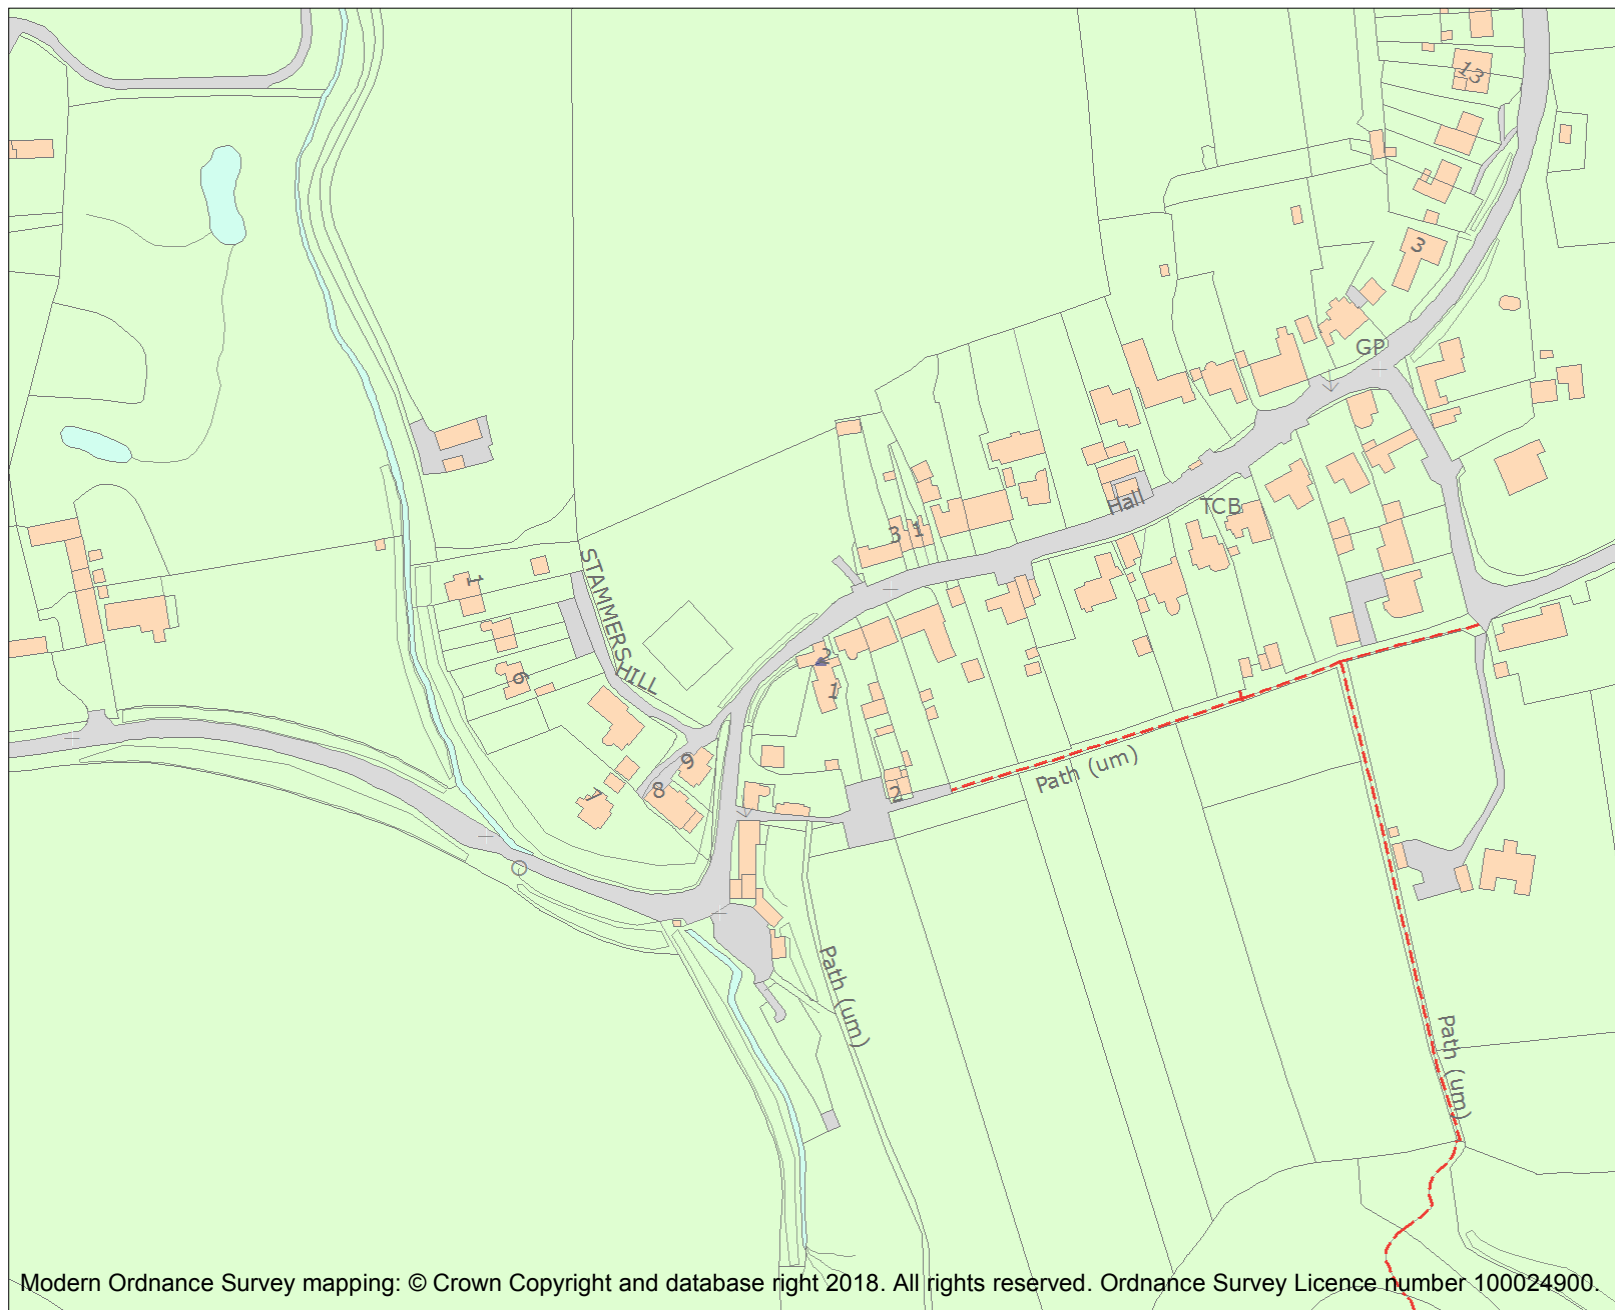 13
3
GP
Hall
TCB
3
1
STAMMERS HILL
1
6
2
1
9
8
7
2
Path (um)
Path (um)
Path (um)
Modern Ordnance Survey mapping: © Crown Copyright and database right 2018. All rights reserved. Ordnance Survey Licence number 100024900.